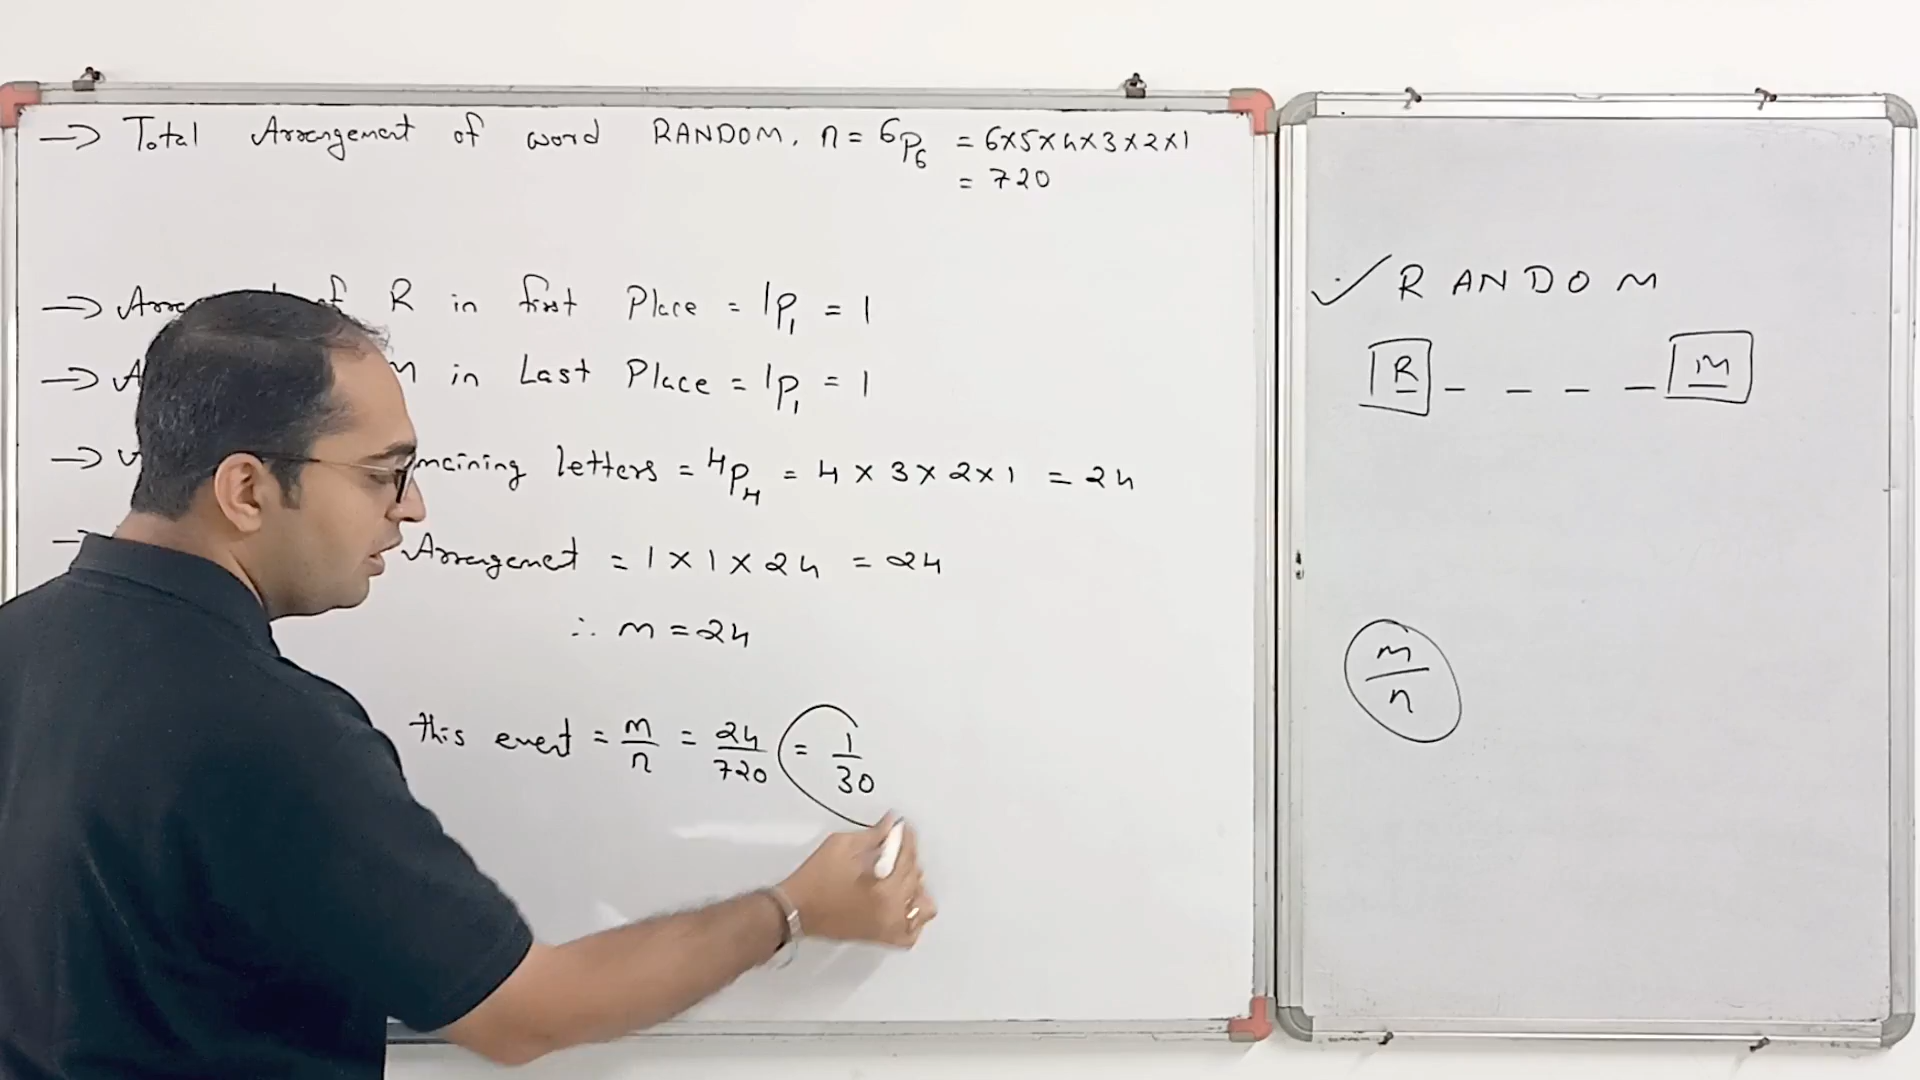 → Total Arrangement of word RANDOM. n = ⁶P₆ = 6×5×4×3×2×1
= 720
→ of R in first Place = 1P₁ = 1
→ M in Last Place = 1P₁ = 1
→ letters = ⁴P₄ = 4 × 3 × 2 × 1 = 24
Arrangemet = 1 × 1 × 24 = 24
∴ m = 24
This event = m/n = 24/720 = 1/30
✓ R A N D O M
R _ _ _ _ M
m/n